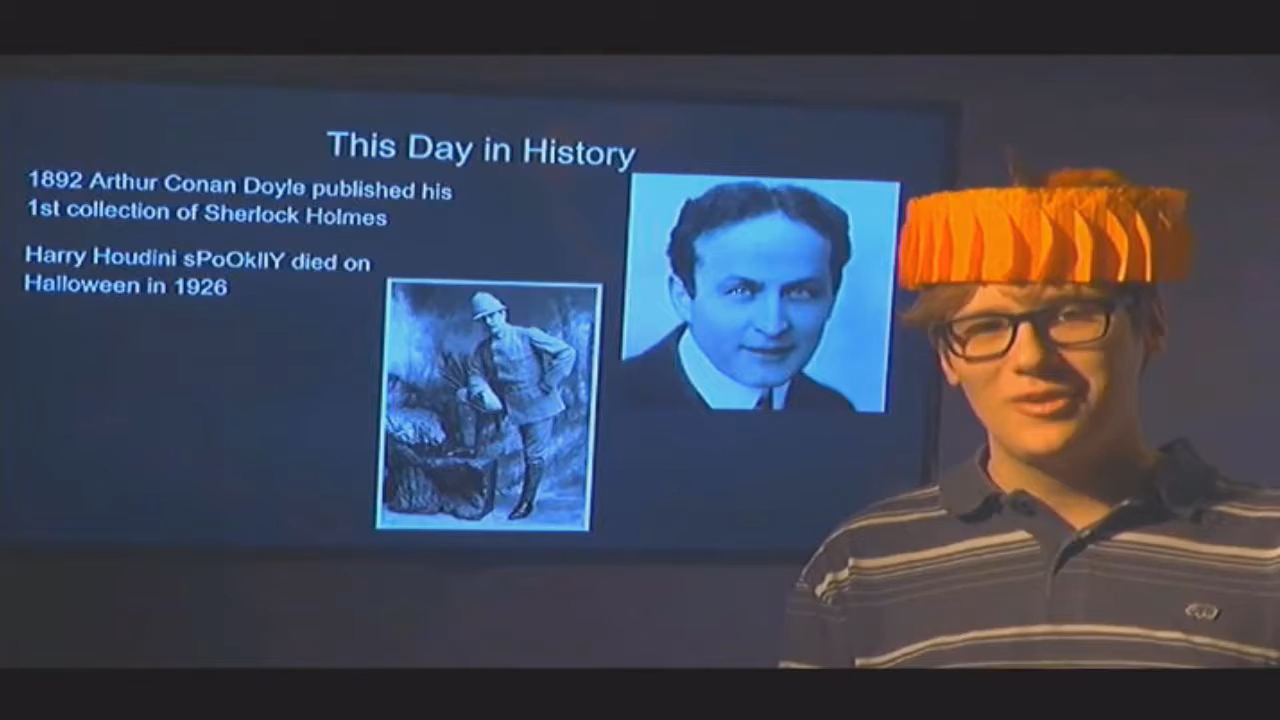 This Day in History
1892 Arthur Conan Doyle published his
1st collection of Sherlock Holmes
Harry Houdini sPoOkIlY died on
Halloween in 1926